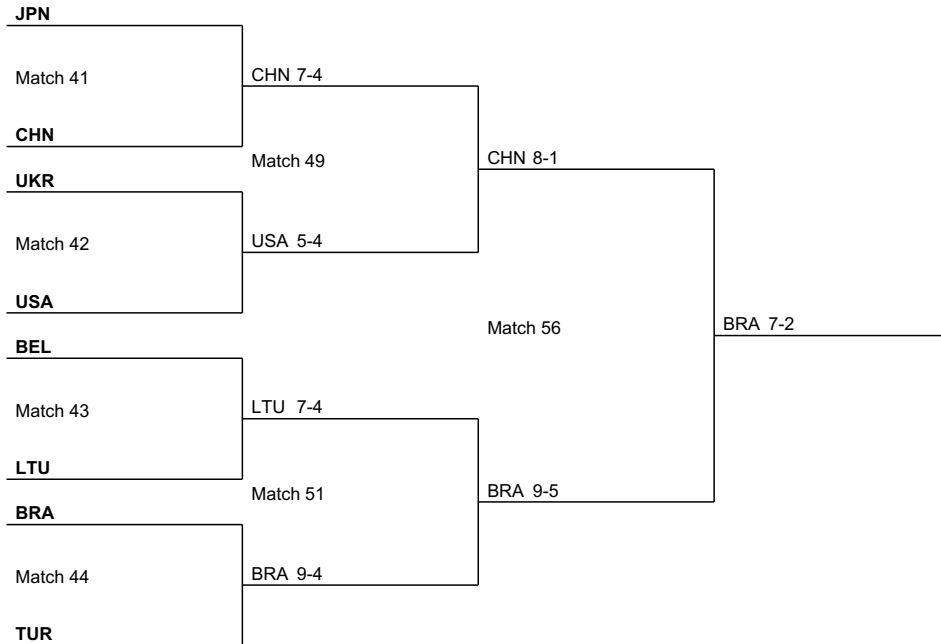 JPN
Match 41
CHN 7-4
CHN
Match 49
CHN 8-1
UKR
Match 42
USA 5-4
USA
Match 56
BRA 7-2
BEL
Match 43
LTU 7-4
LTU
Match 51
BRA 9-5
BRA
Match 44
BRA 9-4
TUR